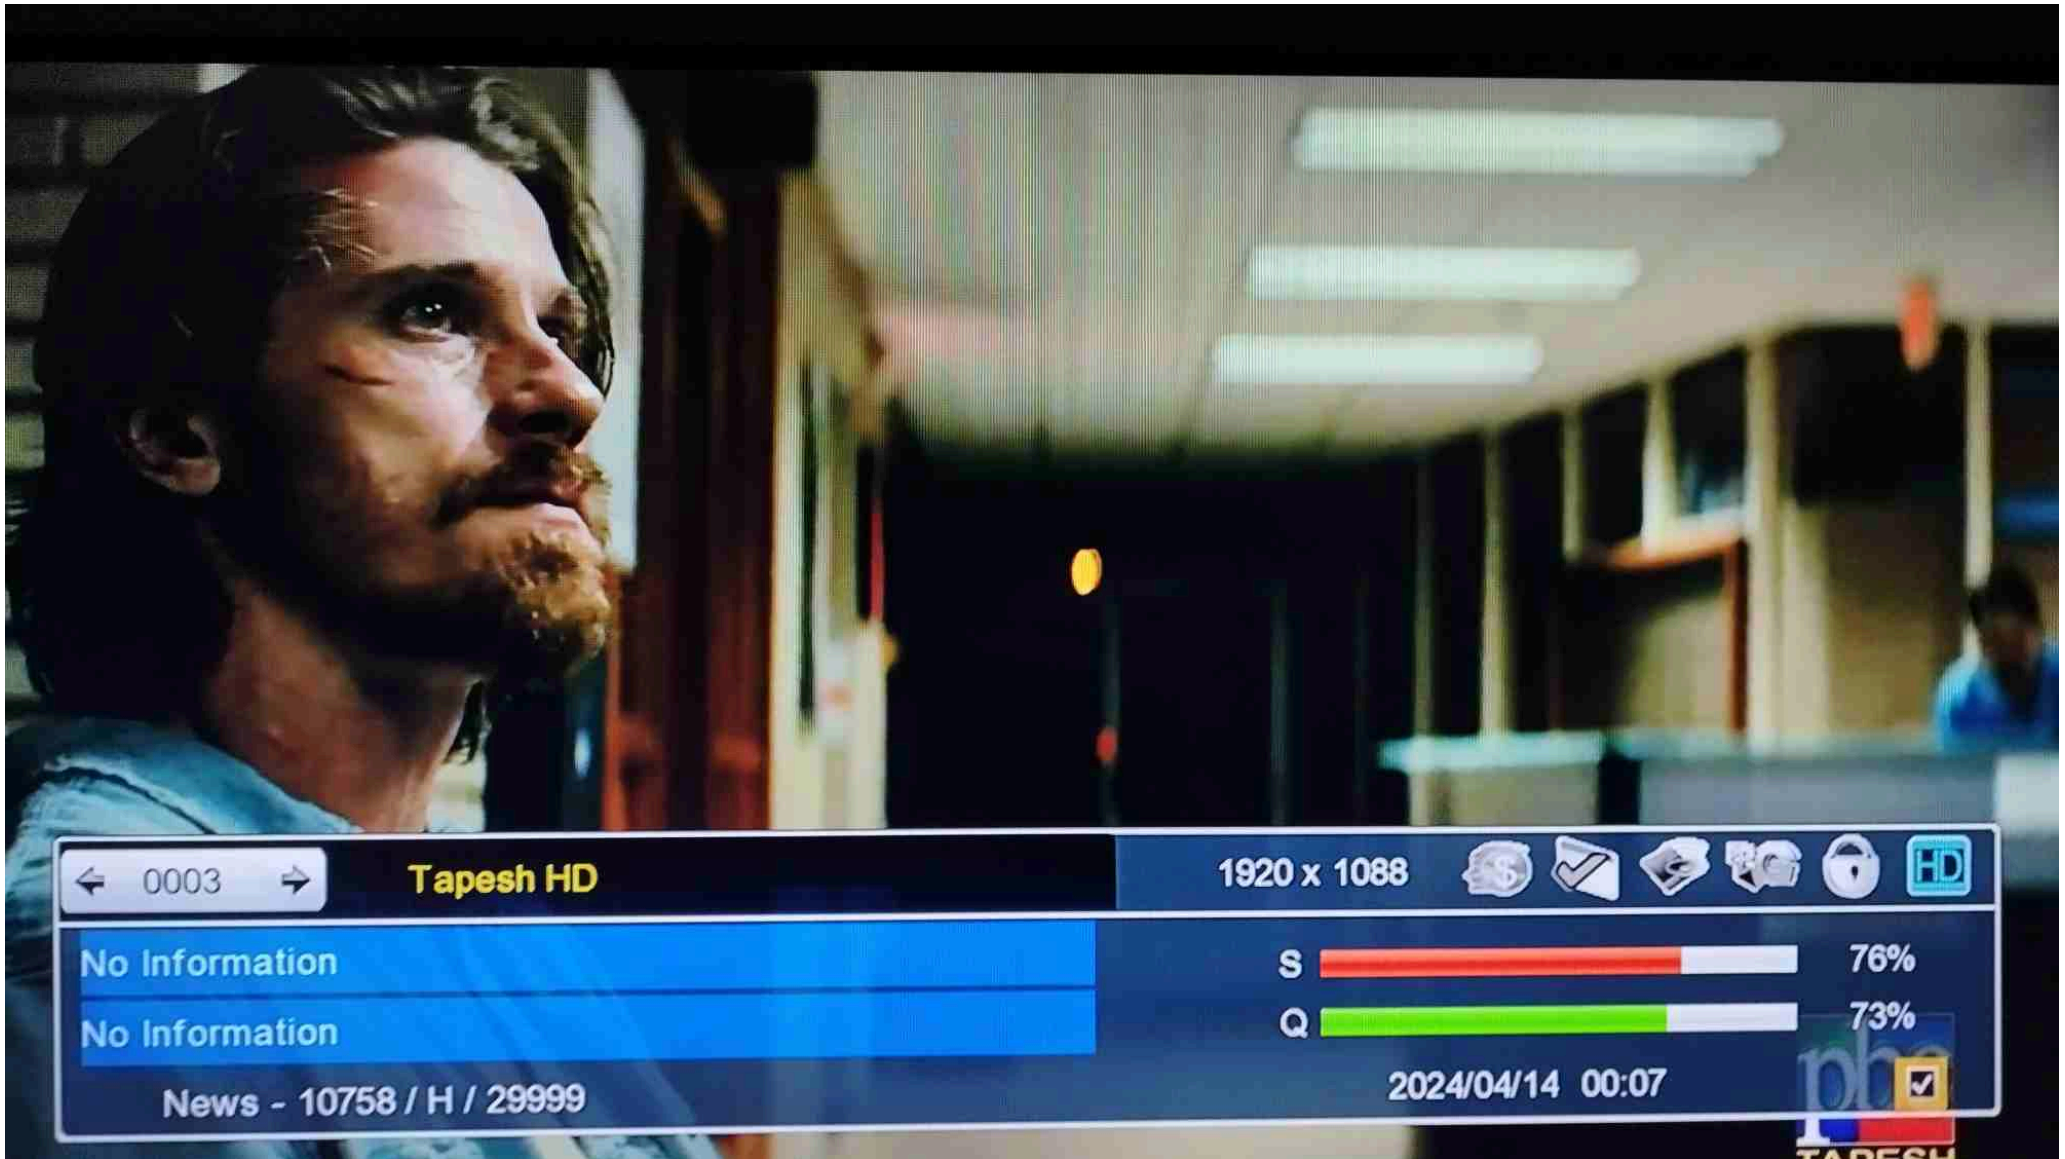 0003
Tapesh HD
1920 x 1088
HD
No Information
S 76%
No Information
Q 73%
News - 10758 / H / 29999
2024/04/14 00:07
TAPESH